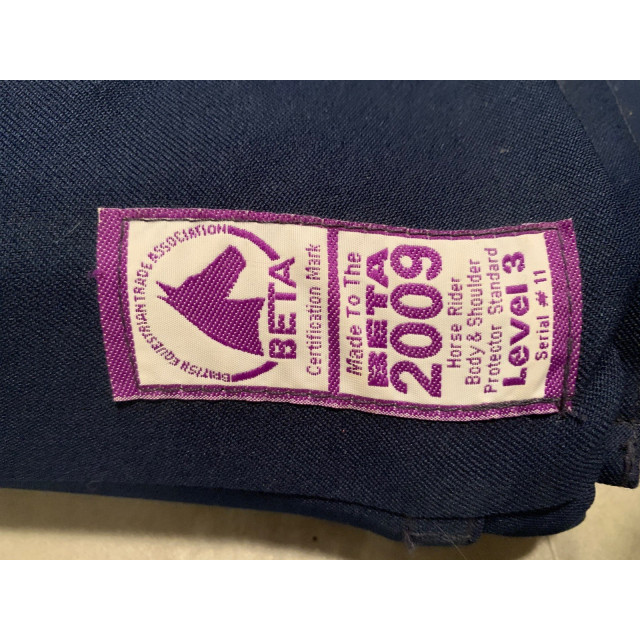 BRITISH EQUESTRIAN TRADE ASSOCIATION
BETA
Certification Mark
Made To The
BETA
2009
Horse Rider
Body & Shoulder
Protector Standard
Level 3
Serial # 11